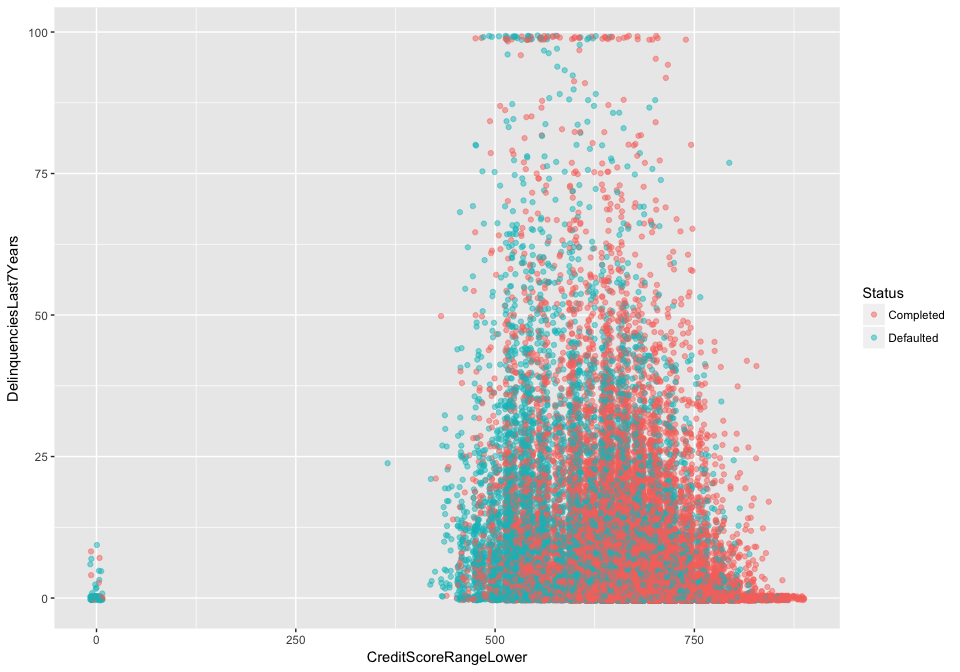 100
75
50
25
0
DelinquenciesLast7Years
0
250
500
750
CreditScoreRangeLower
Status
Completed
Defaulted